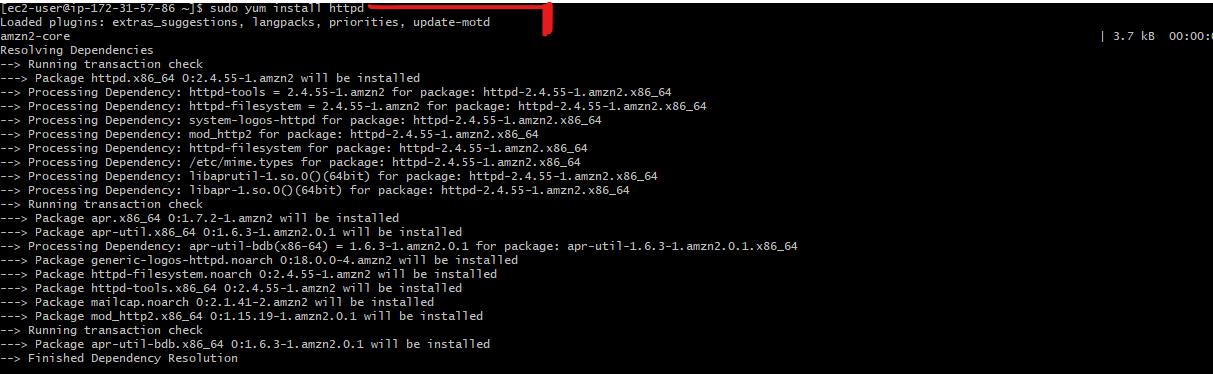 [ec2-user@ip-172-31-57-86 ~]$ sudo yum install httpd
Loaded plugins: extras_suggestions, langpacks, priorities, update-motd
amzn2-core | 3.7 kB 00:00:0
Resolving Dependencies
--> Running transaction check
---> Package httpd.x86_64 0:2.4.55-1.amzn2 will be installed
--> Processing Dependency: httpd-tools = 2.4.55-1.amzn2 for package: httpd-2.4.55-1.amzn2.x86_64
--> Processing Dependency: httpd-filesystem = 2.4.55-1.amzn2 for package: httpd-2.4.55-1.amzn2.x86_64
--> Processing Dependency: system-logos-httpd for package: httpd-2.4.55-1.amzn2.x86_64
--> Processing Dependency: mod_http2 for package: httpd-2.4.55-1.amzn2.x86_64
--> Processing Dependency: httpd-filesystem for package: httpd-2.4.55-1.amzn2.x86_64
--> Processing Dependency: /etc/mime.types for package: httpd-2.4.55-1.amzn2.x86_64
--> Processing Dependency: libaprutil-1.so.0()(64bit) for package: httpd-2.4.55-1.amzn2.x86_64
--> Processing Dependency: libapr-1.so.0()(64bit) for package: httpd-2.4.55-1.amzn2.x86_64
--> Running transaction check
---> Package apr.x86_64 0:1.7.2-1.amzn2 will be installed
---> Package apr-util.x86_64 0:1.6.3-1.amzn2.0.1 will be installed
--> Processing Dependency: apr-util-bdb(x86-64) = 1.6.3-1.amzn2.0.1 for package: apr-util-1.6.3-1.amzn2.0.1.x86_64
---> Package generic-logos-httpd.noarch 0:18.0.0-4.amzn2 will be installed
---> Package httpd-filesystem.noarch 0:2.4.55-1.amzn2 will be installed
---> Package httpd-tools.x86_64 0:2.4.55-1.amzn2 will be installed
---> Package mailcap.noarch 0:2.1.41-2.amzn2 will be installed
---> Package mod_http2.x86_64 0:1.15.19-1.amzn2.0.1 will be installed
--> Running transaction check
---> Package apr-util-bdb.x86_64 0:1.6.3-1.amzn2.0.1 will be installed
--> Finished Dependency Resolution